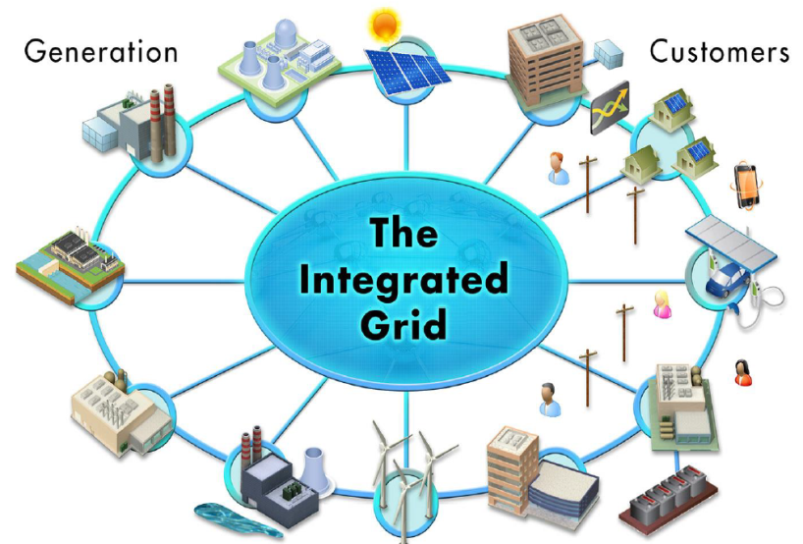 Generation
Customers
The
Integrated
Grid